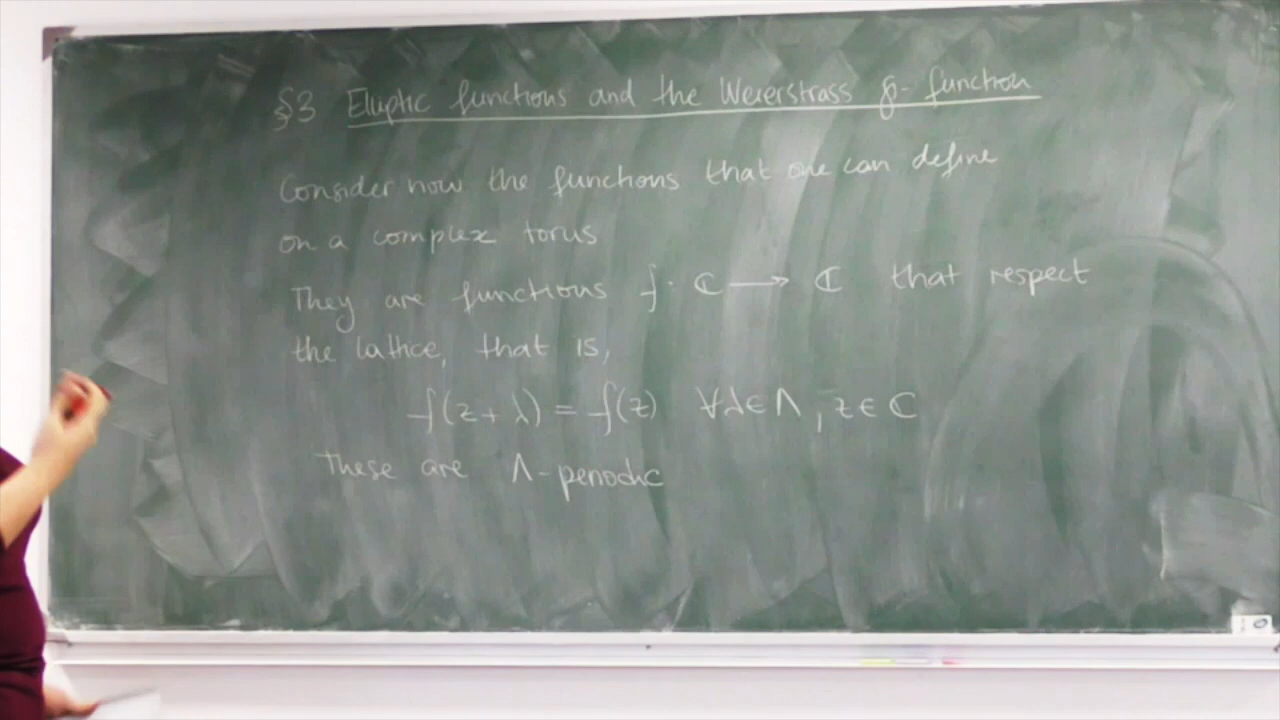 §3 Elliptic functions and the Weierstrass ℘-function
Consider now the functions that one can define
on a complex torus
They are functions f: ℂ ⟶ ℂ that respect
the lattice, that is,
f(z+λ) = f(z) ∀λ∈Λ, z∈ℂ
These are Λ-periodic